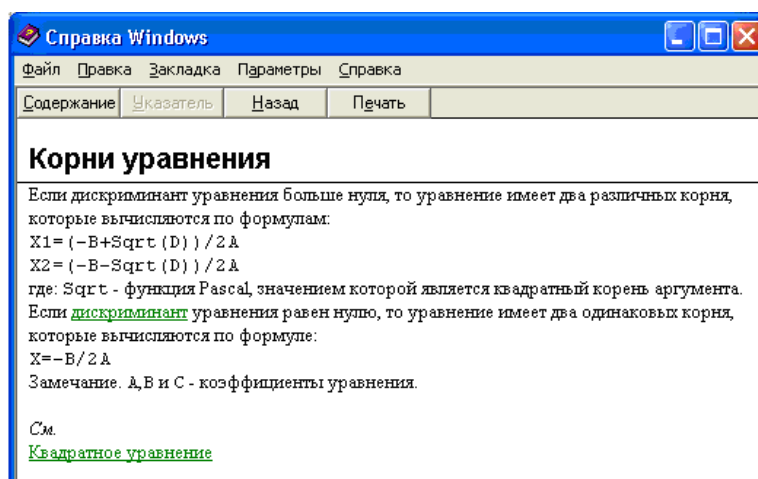 Справка Windows
Файл Правка Закладка Параметры Справка
Содержание Указатель Назад Печать
Корни уравнения
Если дискриминант уравнения больше нуля, то уравнение имеет два различных корня,
которые вычисляются по формулам:
X1=(-B+Sqrt(D))/2A
X2=(-B-Sqrt(D))/2A
где: Sqrt - функция Pascal, значением которой является квадратный корень аргумента.
Если дискриминант уравнения равен нулю, то уравнение имеет два одинаковых корня,
которые вычисляются по формуле:
X=-B/2A
Замечание. А,В и С - коэффициенты уравнения.
См.
Квадратное уравнение